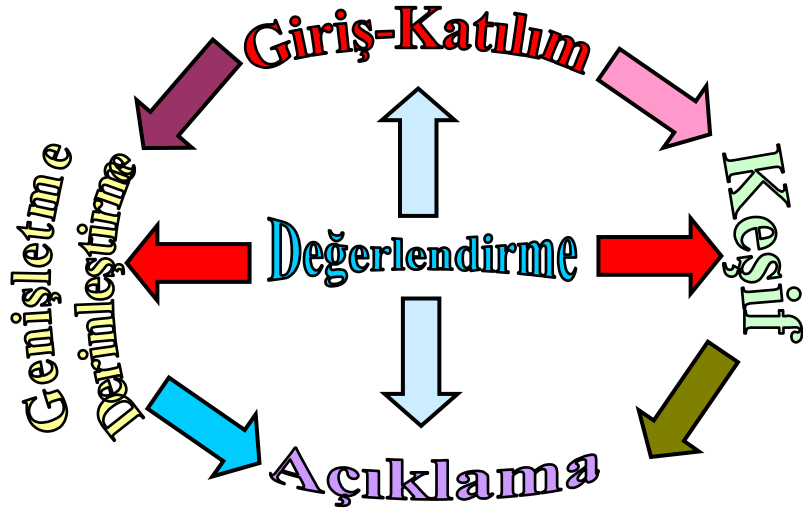 Giriş-Katılım
Keşif
Değerlendirme
Genişletme
Derinleştirme
Açıklama